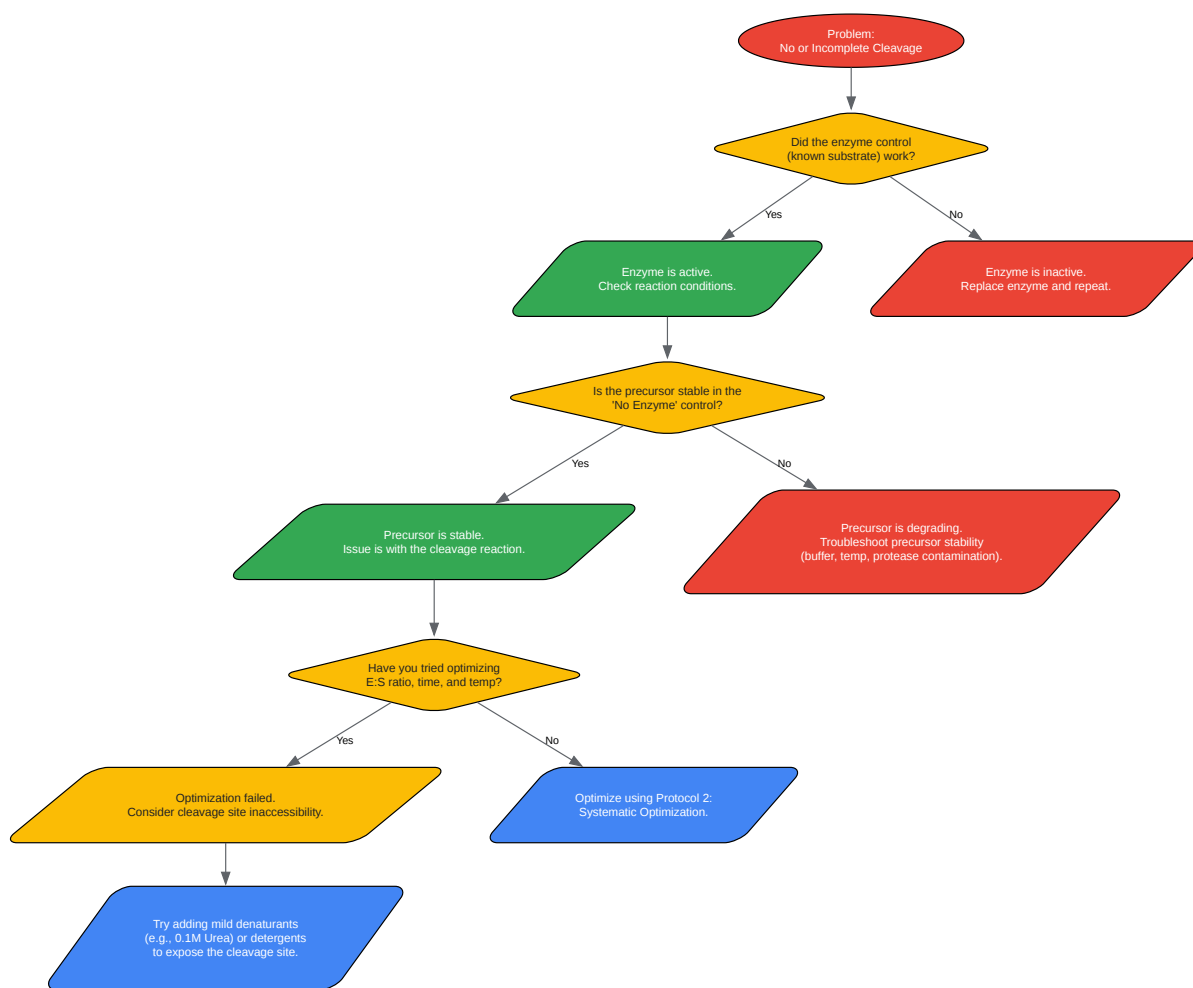 Problem:
No or Incomplete Cleavage
Did the enzyme control
(known substrate) work?
Yes
No
Enzyme is active.
Check reaction conditions.
Enzyme is inactive.
Replace enzyme and repeat.
Is the precursor stable in the
'No Enzyme' control?
Yes
No
Precursor is stable.
Issue is with the cleavage reaction.
Precursor is degrading.
Troubleshoot precursor stability
(buffer, temp, protease contamination).
Have you tried optimizing
E:S ratio, time, and temp?
Yes
No
Optimization failed.
Consider cleavage site inaccessibility.
Optimize using Protocol 2:
Systematic Optimization.
Try adding mild denaturants
(e.g., 0.1M Urea) or detergents
to expose the cleavage site.